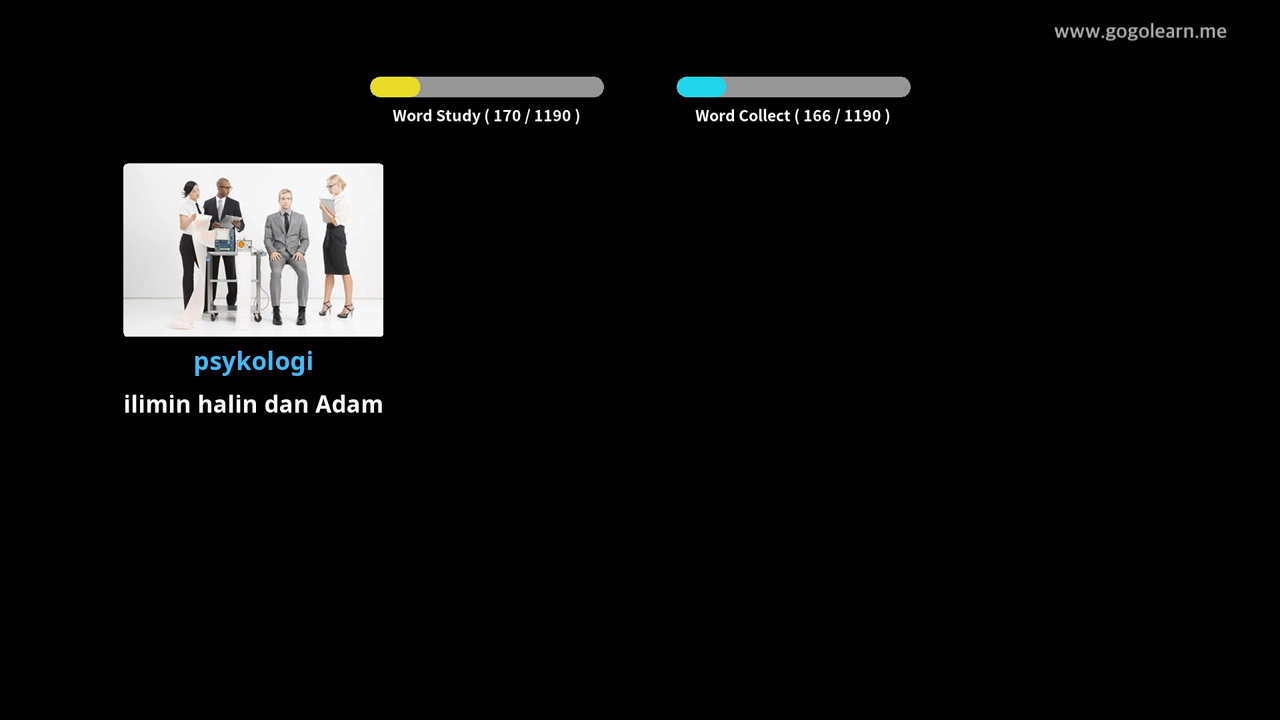 www.gogolearn.me
Word Study ( 170 / 1190 )
Word Collect ( 166 / 1190 )
psykologi
ilimin halin dan Adam